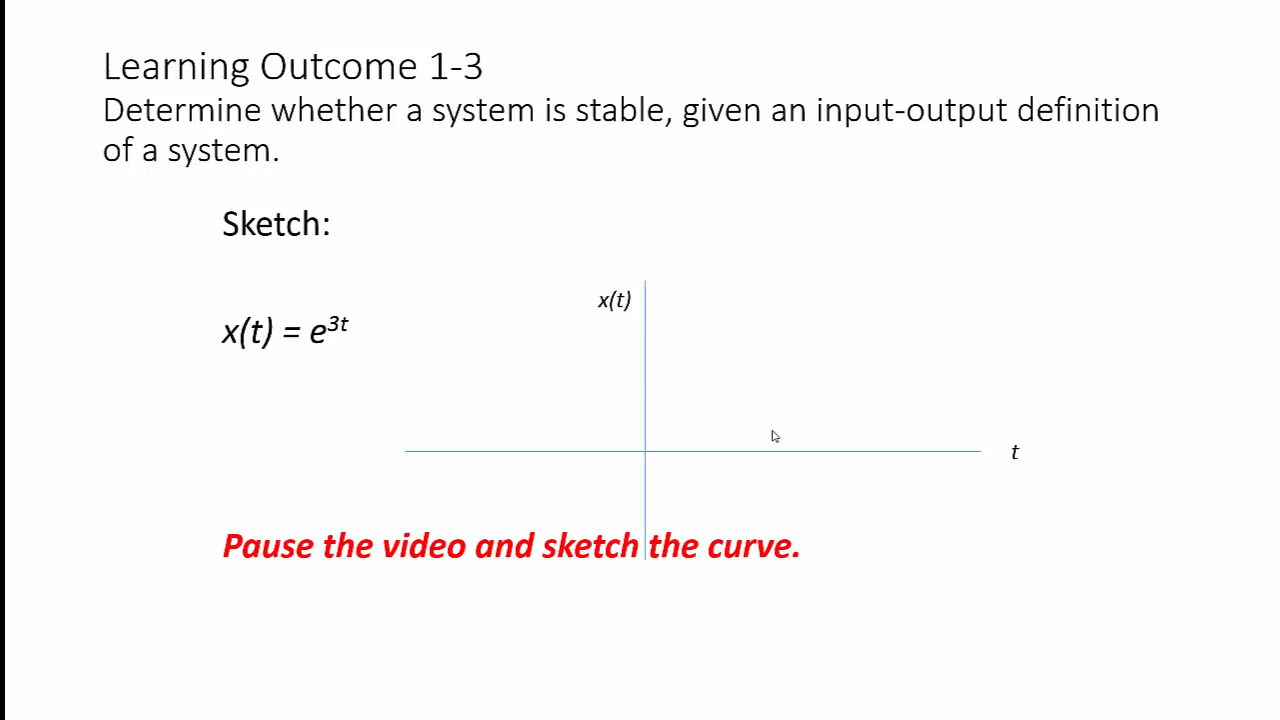 Learning Outcome 1-3
Determine whether a system is stable, given an input-output definition
of a system.
Sketch:
x(t)
x(t) = e³ᵗ
t
Pause the video and sketch the curve.